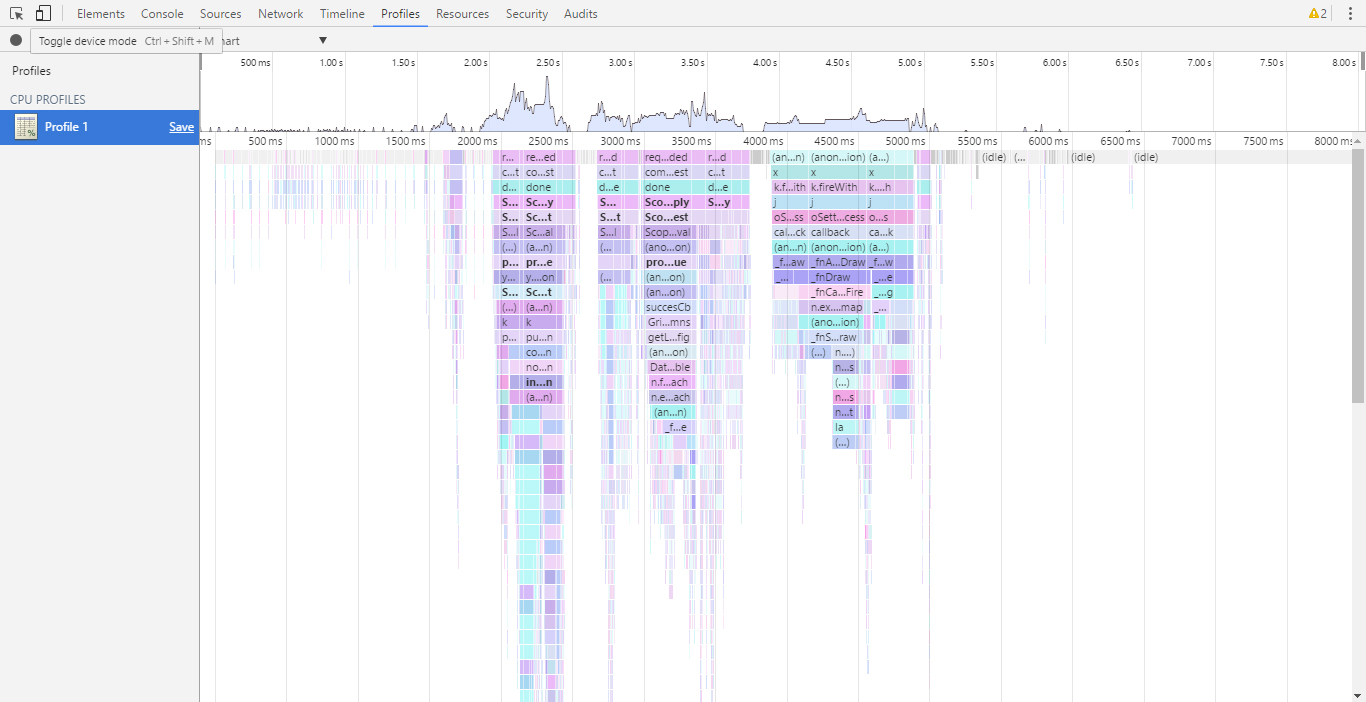 Elements Console Sources Network Timeline Profiles Resources Security Audits 2
Toggle device mode Ctrl + Shift + M hart ▼
Profiles
CPU PROFILES
Profile 1 Save
500 ms 1.00 s 1.50 s 2.00 s 2.50 s 3.00 s 3.50 s 4.00 s 4.50 s 5.00 s 5.50 s 6.00 s 6.50 s 7.00 s 7.50 s 8.00 s
ms 500 ms 1000 ms 1500 ms 2000 ms 2500 ms 3000 ms 3500 ms 4000 ms 4500 ms 5000 ms 5500 ms 6000 ms 6500 ms 7000 ms 7500 ms 8000 ms
r... re...ed r...d req...ded r...d (an...n) (anon...ion) (a...) (idle) (... (idle) (idle)
c...t co...st c...t com...est c...t x x x
d... done d...e done d...e k.f...ith k.fireWith k....h
S... Sc...y S... Sco...ply S...y j j j
S... Sc...t S...t Sco...est oS...ss oSett...cess o...s
S...l Sc...al S...l Scop...val cal...ck callback ca...k
(...) (a...n) (... (ano...on) (an...n) (anon...ion) (a...)
p... pr...e pro...ue _f...aw _fnA...Draw _f...w
y... y....on (... (an...on) _... _fnDraw _...e
S... Sc...t (an...on) _fnCa...Fire _...g
(...) (a...n) succesCb n.ex...map _...
k k Gri...mns (ano...ion)
p... pu...n getL...fig _fnS...raw
co...n (an...on) (...) n....)
no...n Dat...ble n...s
in...n n.f...ach (...)
(a...n) n.e...ach n...s
(an...n) n...t
_f...e la
(...)